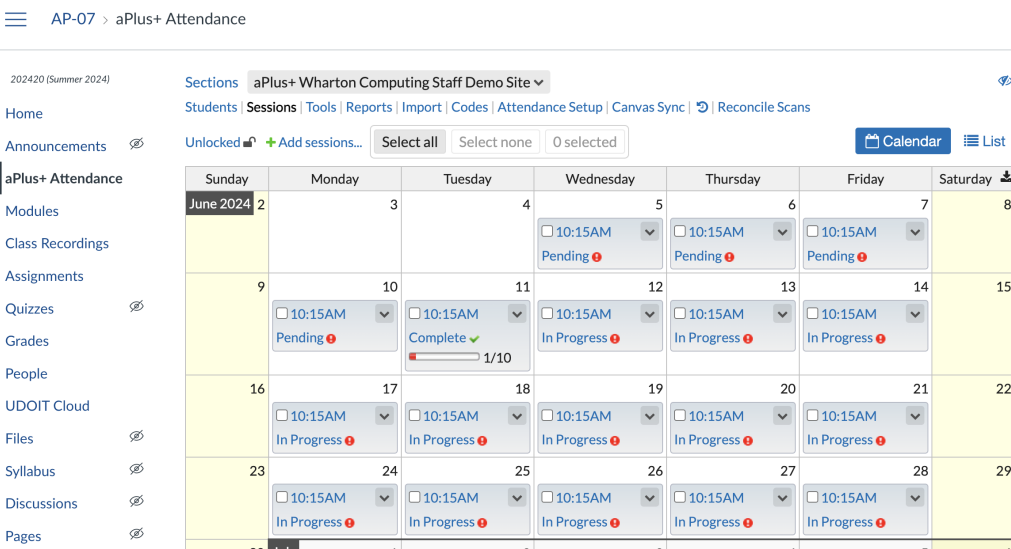 AP-07 > aPlus+ Attendance
202420 (Summer 2024)
Home
Announcements
aPlus+ Attendance
Modules
Class Recordings
Assignments
Quizzes
Grades
People
UDOIT Cloud
Files
Syllabus
Discussions
Pages
Sections aPlus+ Wharton Computing Staff Demo Site
Students | Sessions | Tools | Reports | Import | Codes | Attendance Setup | Canvas Sync | | Reconcile Scans
Unlocked + Add sessions... Select all Select none 0 selected Calendar List
Sunday Monday Tuesday Wednesday Thursday Friday Saturday
June 2024 2 3 4 5 6 7 8
10:15AM 10:15AM 10:15AM
Pending Pending Pending
9 10 11 12 13 14 15
10:15AM 10:15AM 10:15AM 10:15AM 10:15AM
Pending Complete In Progress In Progress In Progress
1/10
16 17 18 19 20 21 22
10:15AM 10:15AM 10:15AM 10:15AM 10:15AM
In Progress In Progress In Progress In Progress In Progress
23 24 25 26 27 28 29
10:15AM 10:15AM 10:15AM 10:15AM 10:15AM
In Progress In Progress In Progress In Progress In Progress